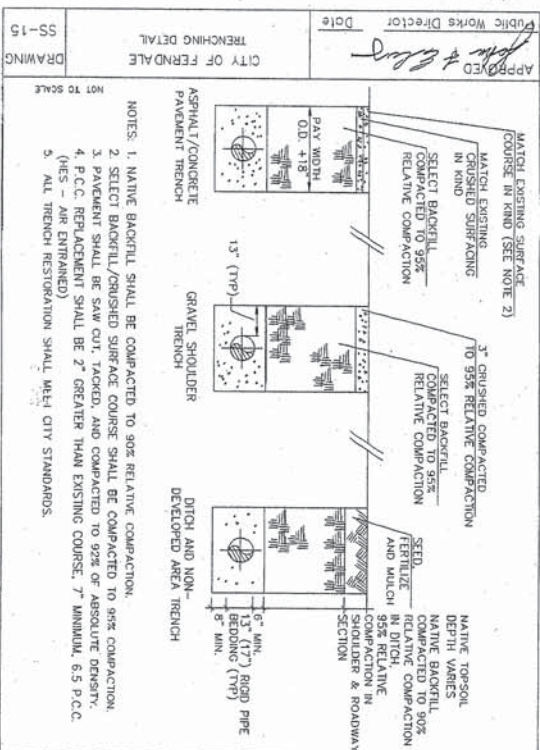 MATCH EXISTING SURFACE
COURSE IN KIND (SEE NOTE 2)
MATCH EXISTING
CRUSHED SURFACING
IN KIND
SELECT BACKFILL
COMPACTED TO 95%
RELATIVE COMPACTION
PAY WIDTH
O.D. +18"
ASPHALT/CONCRETE
PAVEMENT TRENCH
3" CRUSHED COMPACTED
TO 95% RELATIVE COMPACTION
SELECT BACKFILL
COMPACTED TO 95%
RELATIVE COMPACTION
13" (TYP)
GRAVEL SHOULDER
TRENCH
SEED,
FERTILIZE
AND MULCH
NATIVE TOPSOIL
DEPTH VARIES
NATIVE BACKFILL
COMPACTED TO 90%
RELATIVE COMPACTION
IN DITCH,
95% RELATIVE
COMPACTION IN
SHOULDER & ROADWAY
SECTION
6" MIN.
13" (17") RIGID PIPE
BEDDING (TYP)
8" MIN.
DITCH AND NON-
DEVELOPED AREA TRENCH
NOTES: 1. NATIVE BACKFILL SHALL BE COMPACTED TO 90% RELATIVE COMPACTION.
2. SELECT BACKFILL/CRUSHED SURFACE COURSE SHALL BE COMPACTED TO 95% COMPACTION.
3. PAVEMENT SHALL BE SAW CUT, TACKED, AND COMPACTED TO 92% OF ABSOLUTE DENSITY.
4. P.C.C. REPLACEMENT SHALL BE 2" GREATER THAN EXISTING COURSE, 7" MINIMUM, 6.5 P.C.C.
(HES - AIR ENTRAINED)
5. ALL TRENCH RESTORATION SHALL MEET CITY STANDARDS.
NOT TO SCALE
APPROVED
Public Works Director
Date
CITY OF FERNDALE
TRENCHING DETAIL
DRAWING
SS-15